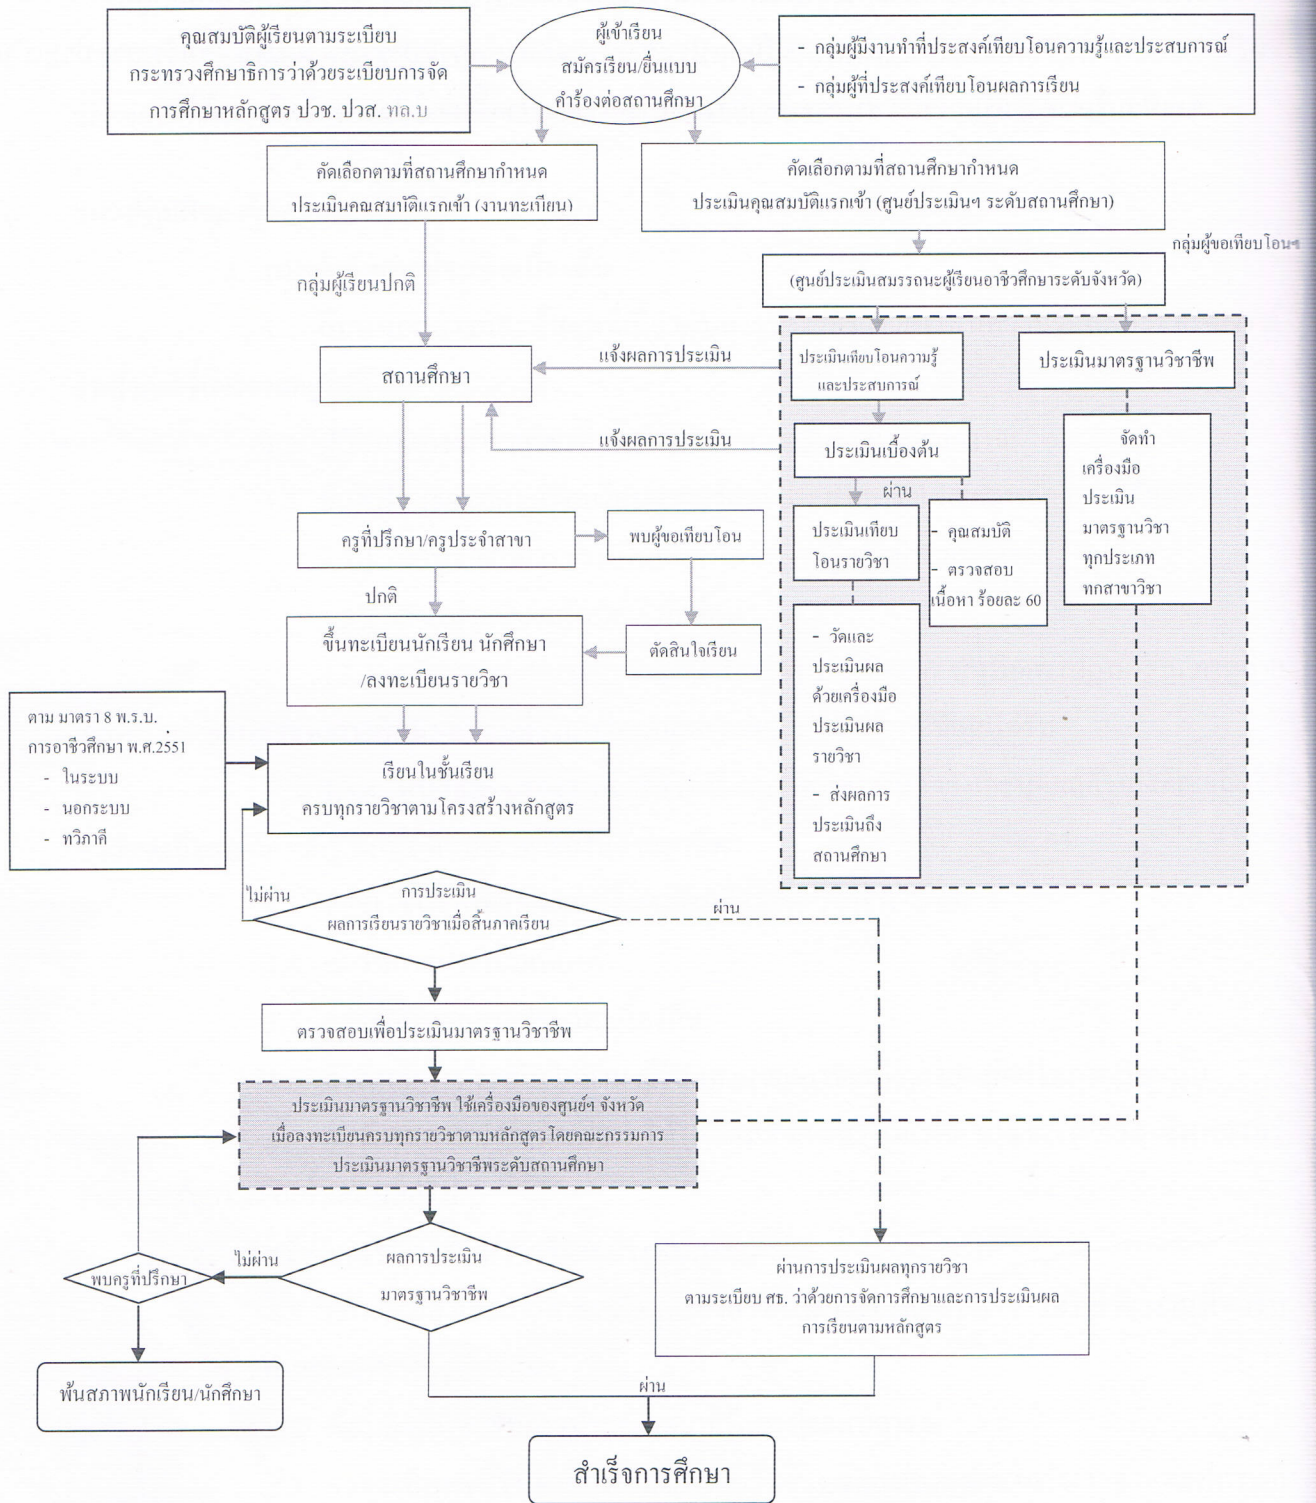 คุณสมบัติผู้เรียนตามระเบียบ
กระทรวงศึกษาธิการว่าด้วยระเบียบการจัด
การศึกษาหลักสูตร ปวช. ปวส. ทล.บ
ผู้เข้าเรียน
สมัครเรียน/ยื่นแบบ
คำร้องต่อสถานศึกษา
- กลุ่มผู้มีงานทำที่ประสงค์เทียบโอนความรู้และประสบการณ์
- กลุ่มผู้ที่ประสงค์เทียบโอนผลการเรียน
คัดเลือกตามที่สถานศึกษากำหนด
ประเมินคุณสมบัติแรกเข้า (งานทะเบียน)
คัดเลือกตามที่สถานศึกษากำหนด
ประเมินคุณสมบัติแรกเข้า (ศูนย์ประเมินฯ ระดับสถานศึกษา)
กลุ่มผู้ขอเทียบโอนฯ
กลุ่มผู้เรียนปกติ
(ศูนย์ประเมินสมรรถนะผู้เรียนอาชีวศึกษาระดับจังหวัด)
สถานศึกษา
แจ้งผลการประเมิน
ประเมินเทียบโอนความรู้
และประสบการณ์
ประเมินมาตรฐานวิชาชีพ
แจ้งผลการประเมิน
ประเมินเบื้องต้น
ผ่าน
จัดทำ
เครื่องมือ
ประเมิน
มาตรฐานวิชา
ทุกประเภท
ทกสาขาวิชา
ครูที่ปรึกษา/ครูประจำสาขา
พบผู้ขอเทียบโอน
ประเมินเทียบ
โอนรายวิชา
- คุณสมบัติ
- ตรวจสอบ
เนื้อหา ร้อยละ 60
ปกติ
ขึ้นทะเบียนนักเรียน นักศึกษา
/ลงทะเบียนรายวิชา
ตัดสินใจเรียน
- วัดและ
ประเมินผล
ด้วยเครื่องมือ
ประเมินผล
รายวิชา
- ส่งผลการ
ประเมินถึง
สถานศึกษา
ตาม มาตรา 8 พ.ร.บ.
การอาชีวศึกษา พ.ศ.2551
- ในระบบ
- นอกระบบ
- ทวิภาคี
เรียนในชั้นเรียน
ครบทุกรายวิชาตามโครงสร้างหลักสูตร
ไม่ผ่าน
การประเมิน
ผลการเรียนรายวิชาเมื่อสิ้นภาคเรียน
ผ่าน
ตรวจสอบเพื่อประเมินมาตรฐานวิชาชีพ
ประเมินมาตรฐานวิชาชีพ ใช้เครื่องมือของศูนย์ฯ จังหวัด
เมื่อลงทะเบียนครบทุกรายวิชาตามหลักสูตรโดยคณะกรรมการ
ประเมินมาตรฐานวิชาชีพระดับสถานศึกษา
ผลการประเมิน
มาตรฐานวิชาชีพ
ไม่ผ่าน
พบครูที่ปรึกษา
ผ่านการประเมินผลทุกรายวิชา
ตามระเบียบ ศธ. ว่าด้วยการจัดการศึกษาและการประเมินผล
การเรียนตามหลักสูตร
พ้นสภาพนักเรียน/นักศึกษา
ผ่าน
สำเร็จการศึกษา